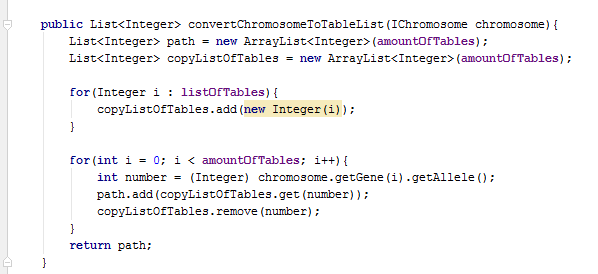 public List<Integer> convertChromosomeToTableList(IChromosome chromosome){
List<Integer> path = new ArrayList<Integer>(amountOfTables);
List<Integer> copyListOfTables = new ArrayList<Integer>(amountOfTables);
for(Integer i : listOfTables){
copyListOfTables.add(new Integer(i));
}
for(int i = 0; i < amountOfTables; i++){
int number = (Integer) chromosome.getGene(i).getAllele();
path.add(copyListOfTables.get(number));
copyListOfTables.remove(number);
}
return path;
}